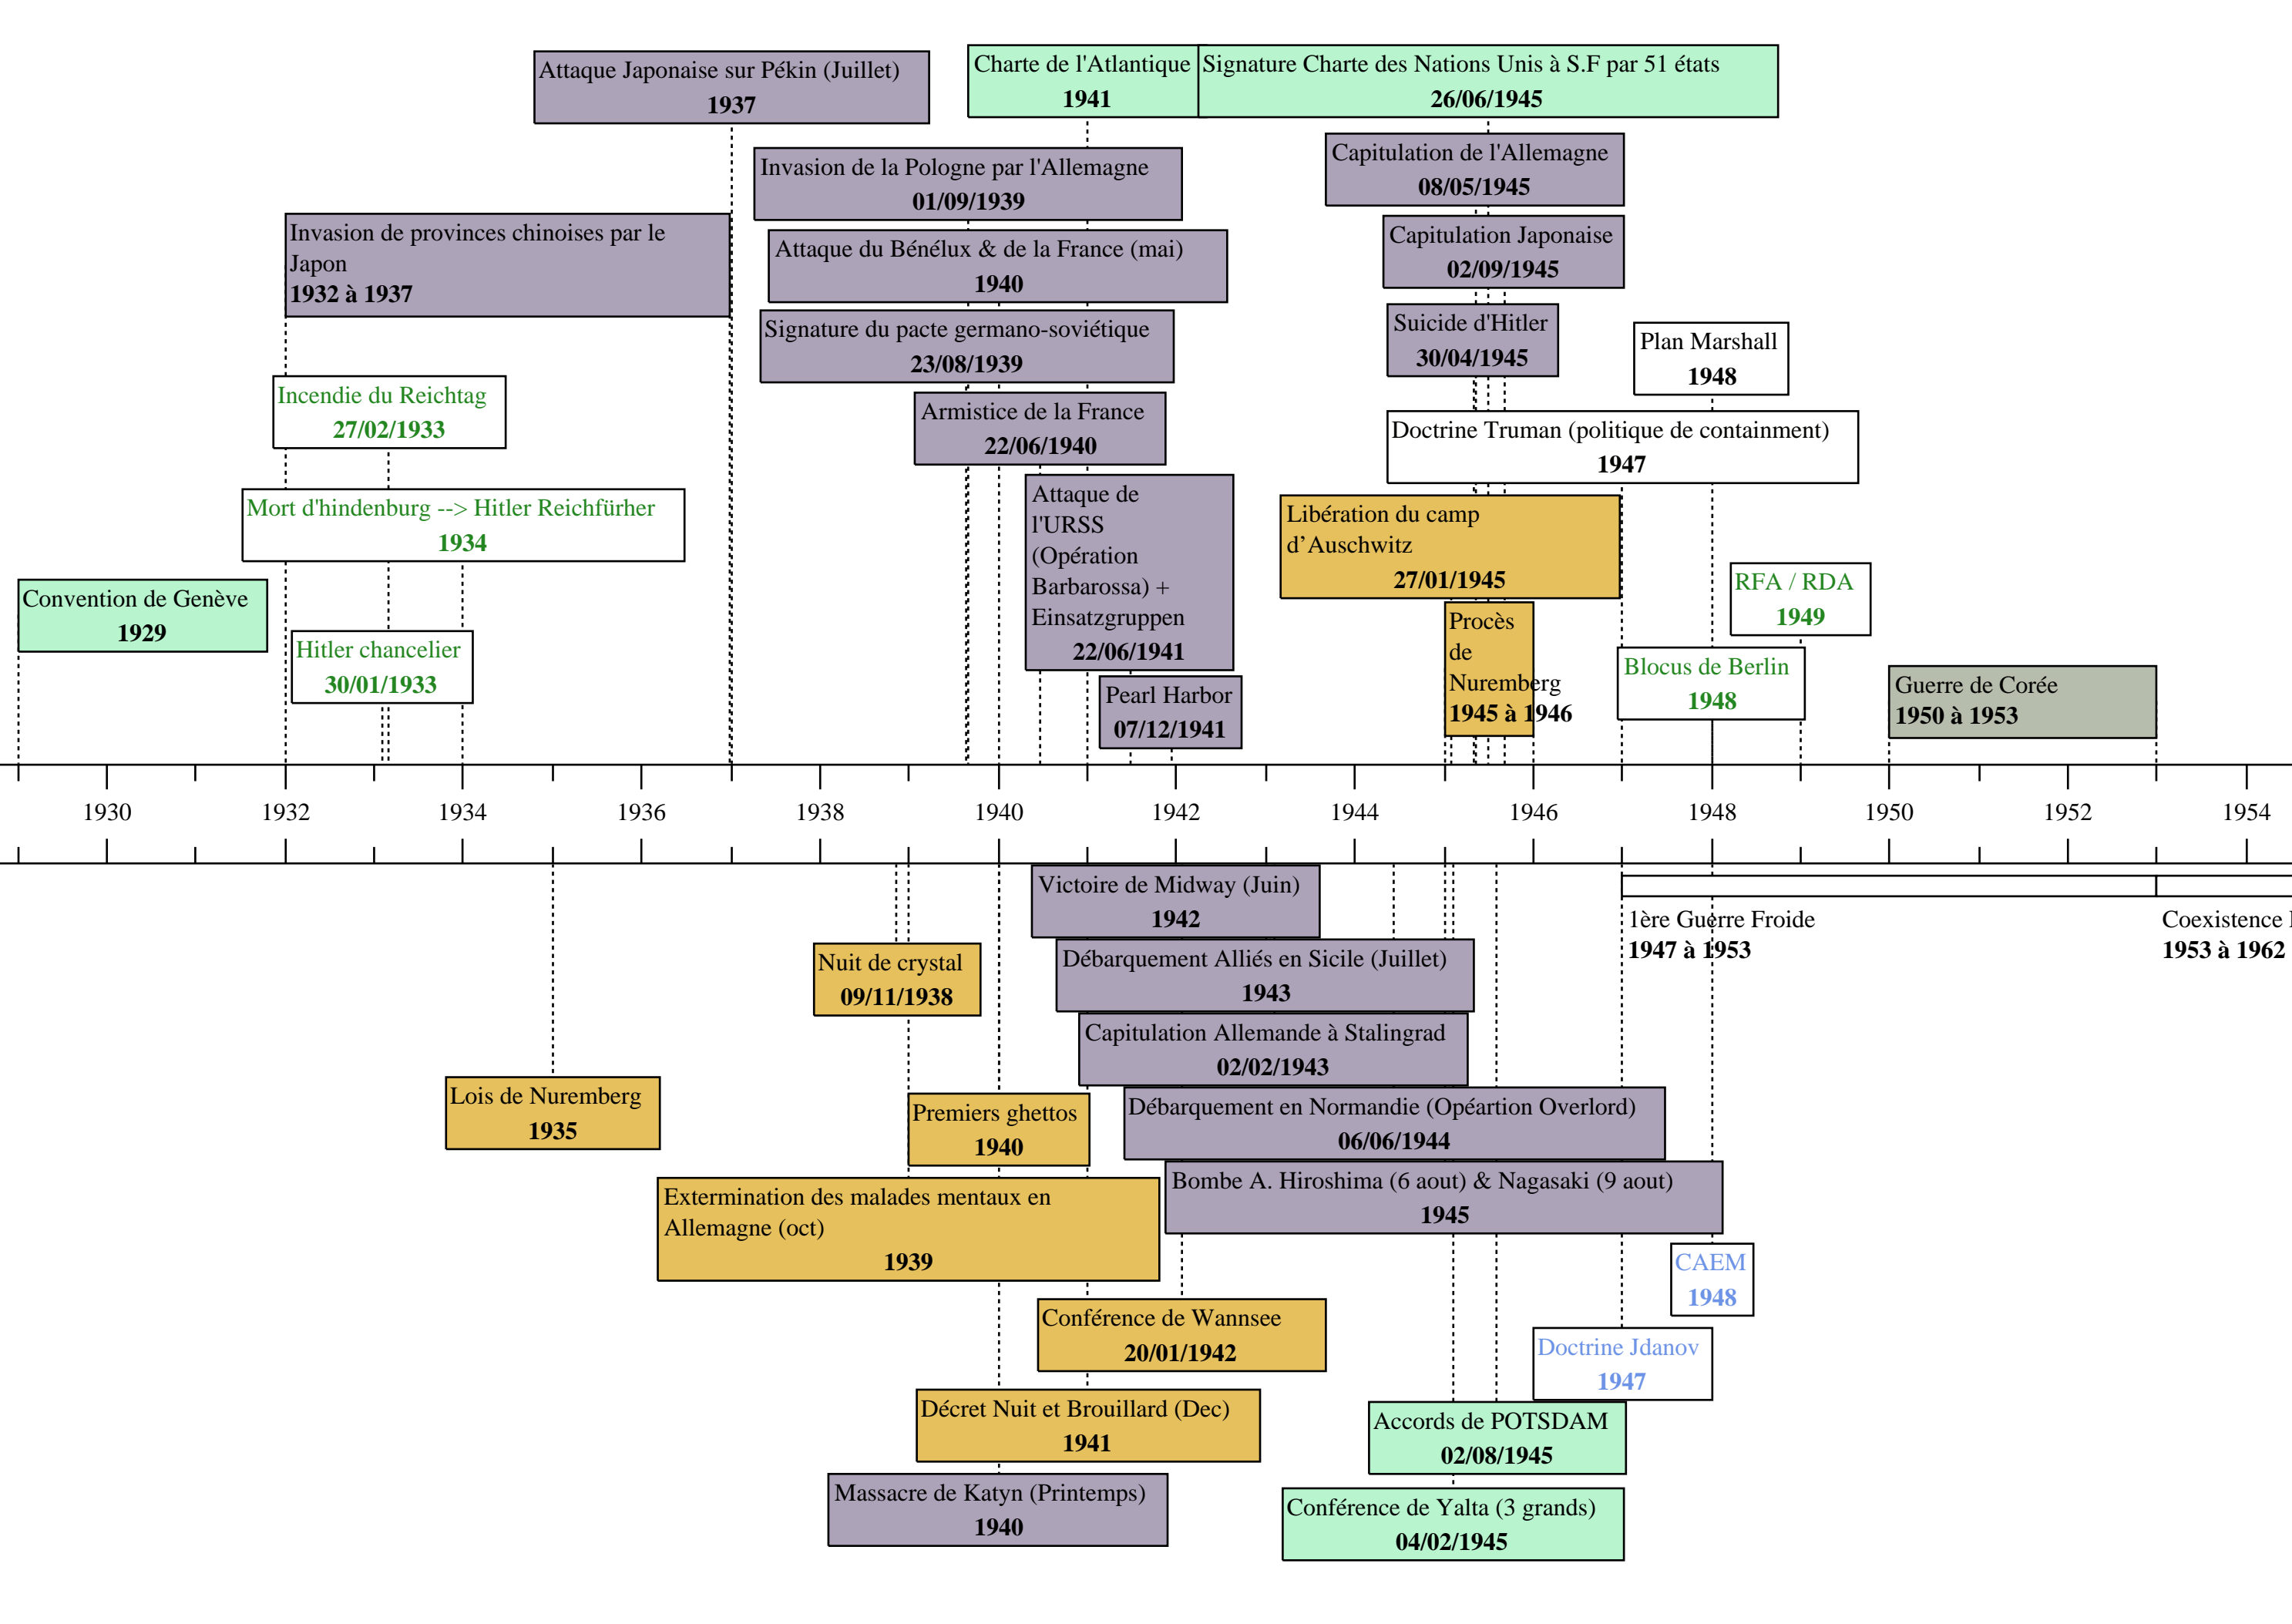 Attaque Japonaise sur Pékin (Juillet)
1937
Charte de l'Atlantique
1941
Signature Charte des Nations Unis à S.F par 51 états
26/06/1945
Invasion de la Pologne par l'Allemagne
01/09/1939
Capitulation de l'Allemagne
08/05/1945
Invasion de provinces chinoises par le
Japon
1932 à 1937
Attaque du Bénélux & de la France (mai)
1940
Capitulation Japonaise
02/09/1945
Signature du pacte germano-soviétique
23/08/1939
Suicide d'Hitler
30/04/1945
Plan Marshall
1948
Incendie du Reichtag
27/02/1933
Armistice de la France
22/06/1940
Doctrine Truman (politique de containment)
1947
Mort d'hindenburg --> Hitler Reichfürher
1934
Attaque de
l'URSS
(Opération
Barbarossa) +
Einsatzgruppen
22/06/1941
Libération du camp
d’Auschwitz
27/01/1945
Convention de Genève
1929
RFA / RDA
1949
Hitler chancelier
30/01/1933
Procès
de
Nuremberg
1945 à 1946
Blocus de Berlin
1948
Guerre de Corée
1950 à 1953
Pearl Harbor
07/12/1941
1930 1932 1934 1936 1938 1940 1942 1944 1946 1948 1950 1952 1954
Victoire de Midway (Juin)
1942
1ère Guerre Froide
1947 à 1953
Coexistence
1953 à 1962
Nuit de crystal
09/11/1938
Débarquement Alliés en Sicile (Juillet)
1943
Capitulation Allemande à Stalingrad
02/02/1943
Lois de Nuremberg
1935
Premiers ghettos
1940
Débarquement en Normandie (Opéartion Overlord)
06/06/1944
Bombe A. Hiroshima (6 aout) & Nagasaki (9 aout)
1945
Extermination des malades mentaux en
Allemagne (oct)
1939
CAEM
1948
Conférence de Wannsee
20/01/1942
Doctrine Jdanov
1947
Décret Nuit et Brouillard (Dec)
1941
Accords de POTSDAM
02/08/1945
Massacre de Katyn (Printemps)
1940
Conférence de Yalta (3 grands)
04/02/1945